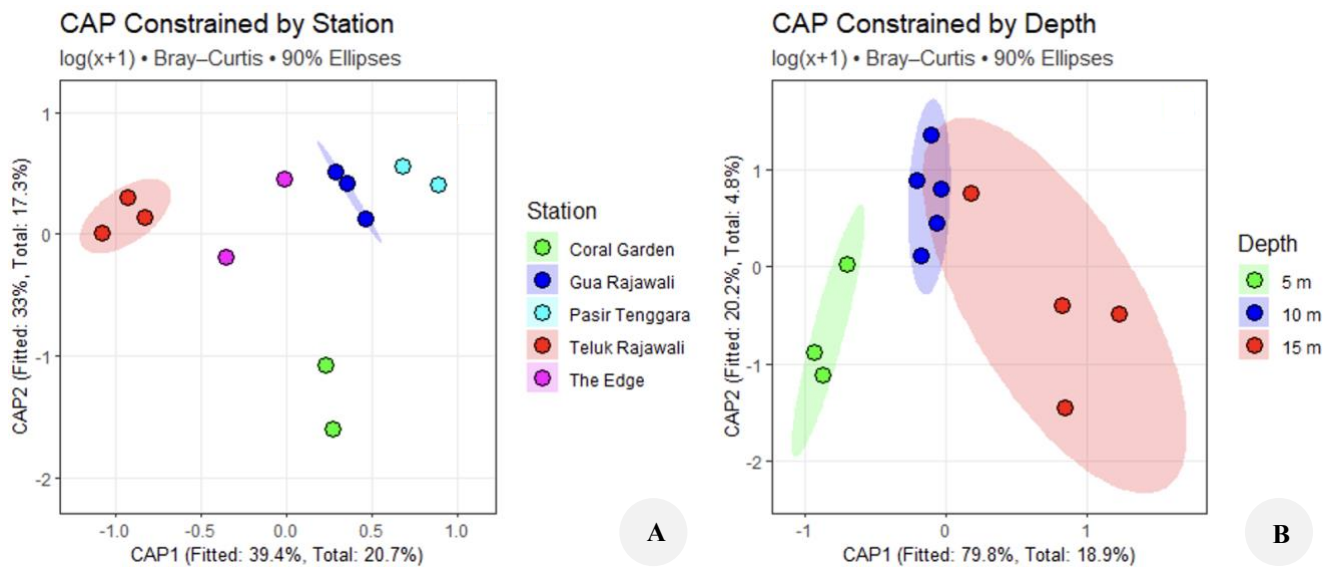 CAP Constrained by Station
log(x+1) • Bray–Curtis • 90% Ellipses
1
0
-1
-2
-1.0
-0.5
0.0
0.5
1.0
CAP2 (Fitted: 33%, Total: 17.3%)
CAP1 (Fitted: 39.4%, Total: 20.7%)
Station
Coral Garden
Gua Rajawali
Pasir Tenggara
Teluk Rajawali
The Edge
A
CAP Constrained by Depth
log(x+1) • Bray–Curtis • 90% Ellipses
1
0
-1
-2
-1
0
1
CAP2 (Fitted: 20.2%, Total: 4.8%)
CAP1 (Fitted: 79.8%, Total: 18.9%)
Depth
5 m
10 m
15 m
B